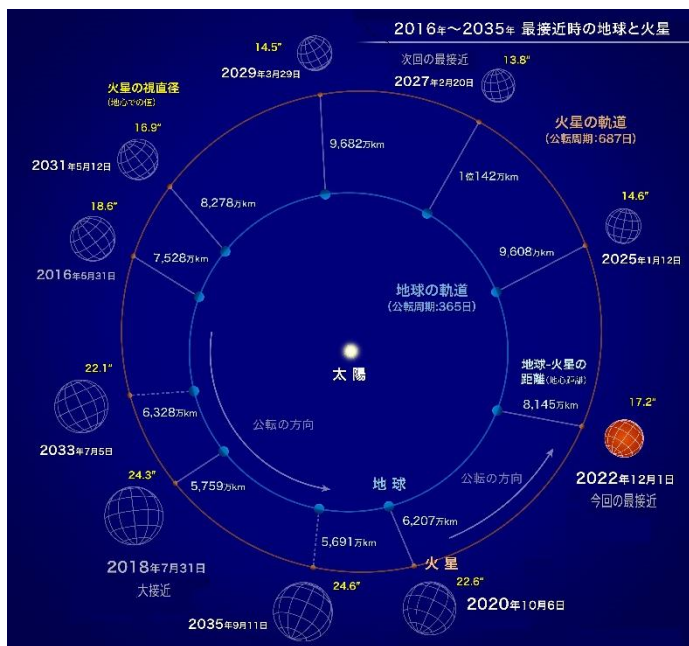 2016年～2035年 最接近時の地球と火星
14.5″
2029年3月29日
次回の最接近
13.8″
2027年2月20日
火星の視直径
(地心での値)
16.9″
2031年5月12日
火星の軌道
(公転周期:687日)
9,682万km
1位142万km
8,278万km
18.6″
2016年5月31日
7,528万km
14.6″
2025年1月12日
9,608万km
地球の軌道
(公転周期:365日)
太陽
地球-火星の
距離(地心距離)
8,145万km
17.2″
2022年12月1日
今回の最接近
22.1″
2033年7月5日
6,328万km
公転の方向
24.3″
2018年7月31日
大接近
5,759万km
地球
公転の方向
6,207万km
5,691万km
火星
24.6″
2035年9月11日
22.6″
2020年10月6日